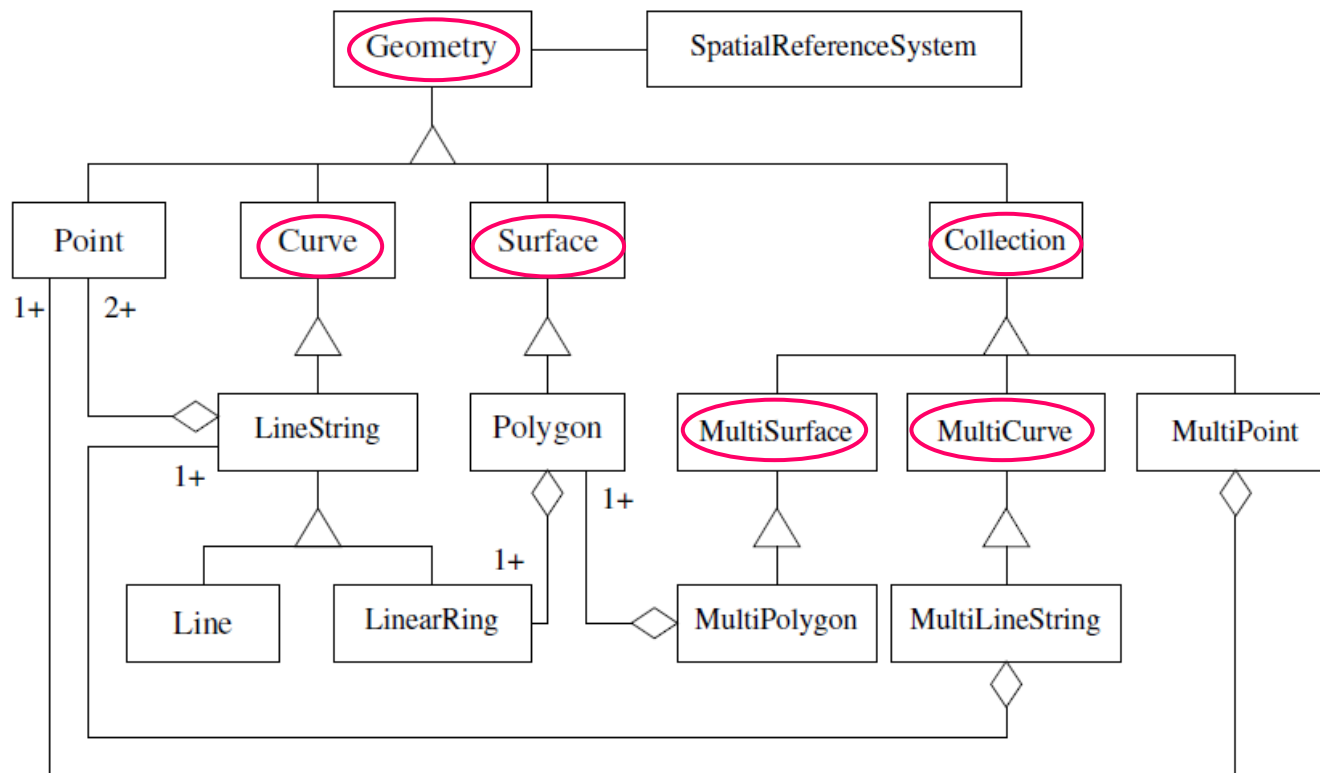 Geometry
SpatialReferenceSystem
Point
Curve
Surface
Collection
1+
2+
LineString
Polygon
MultiSurface
MultiCurve
MultiPoint
1+
1+
1+
Line
LinearRing
MultiPolygon
MultiLineString